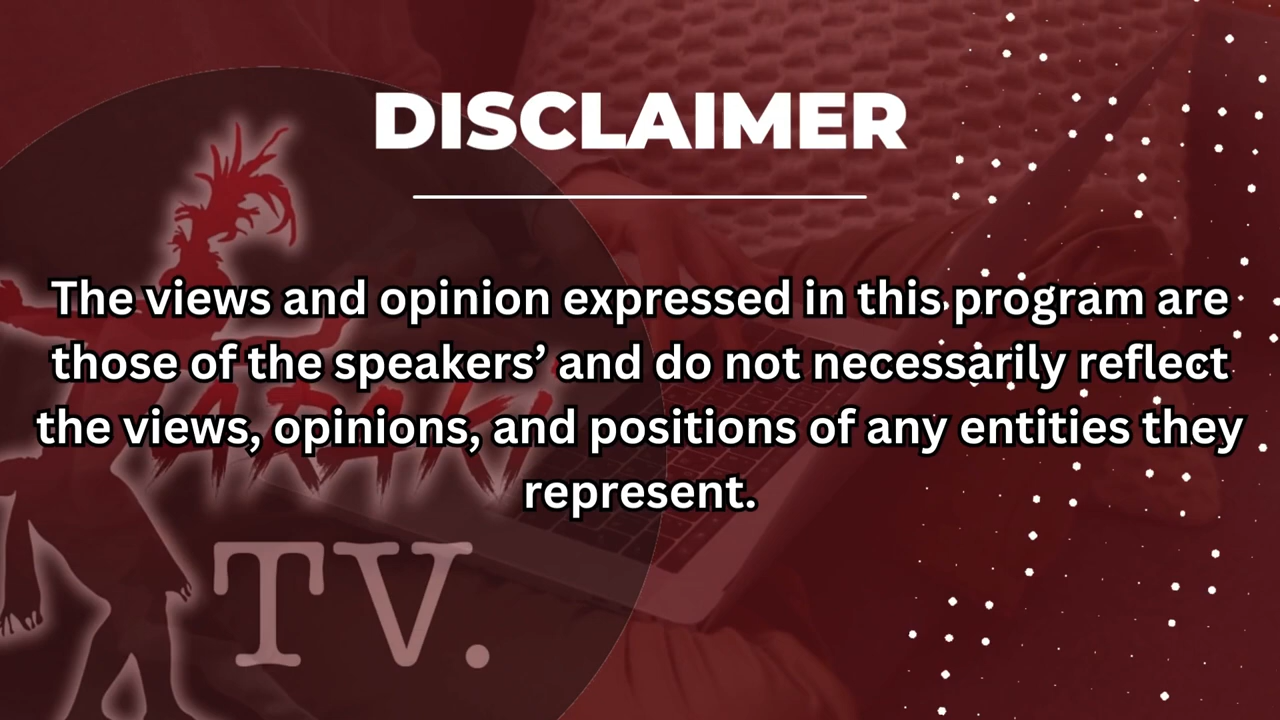 DISCLAIMER
The views and opinion expressed in this program are
those of the speakers’ and do not necessarily reflect
the views, opinions, and positions of any entities they
represent.
TV.